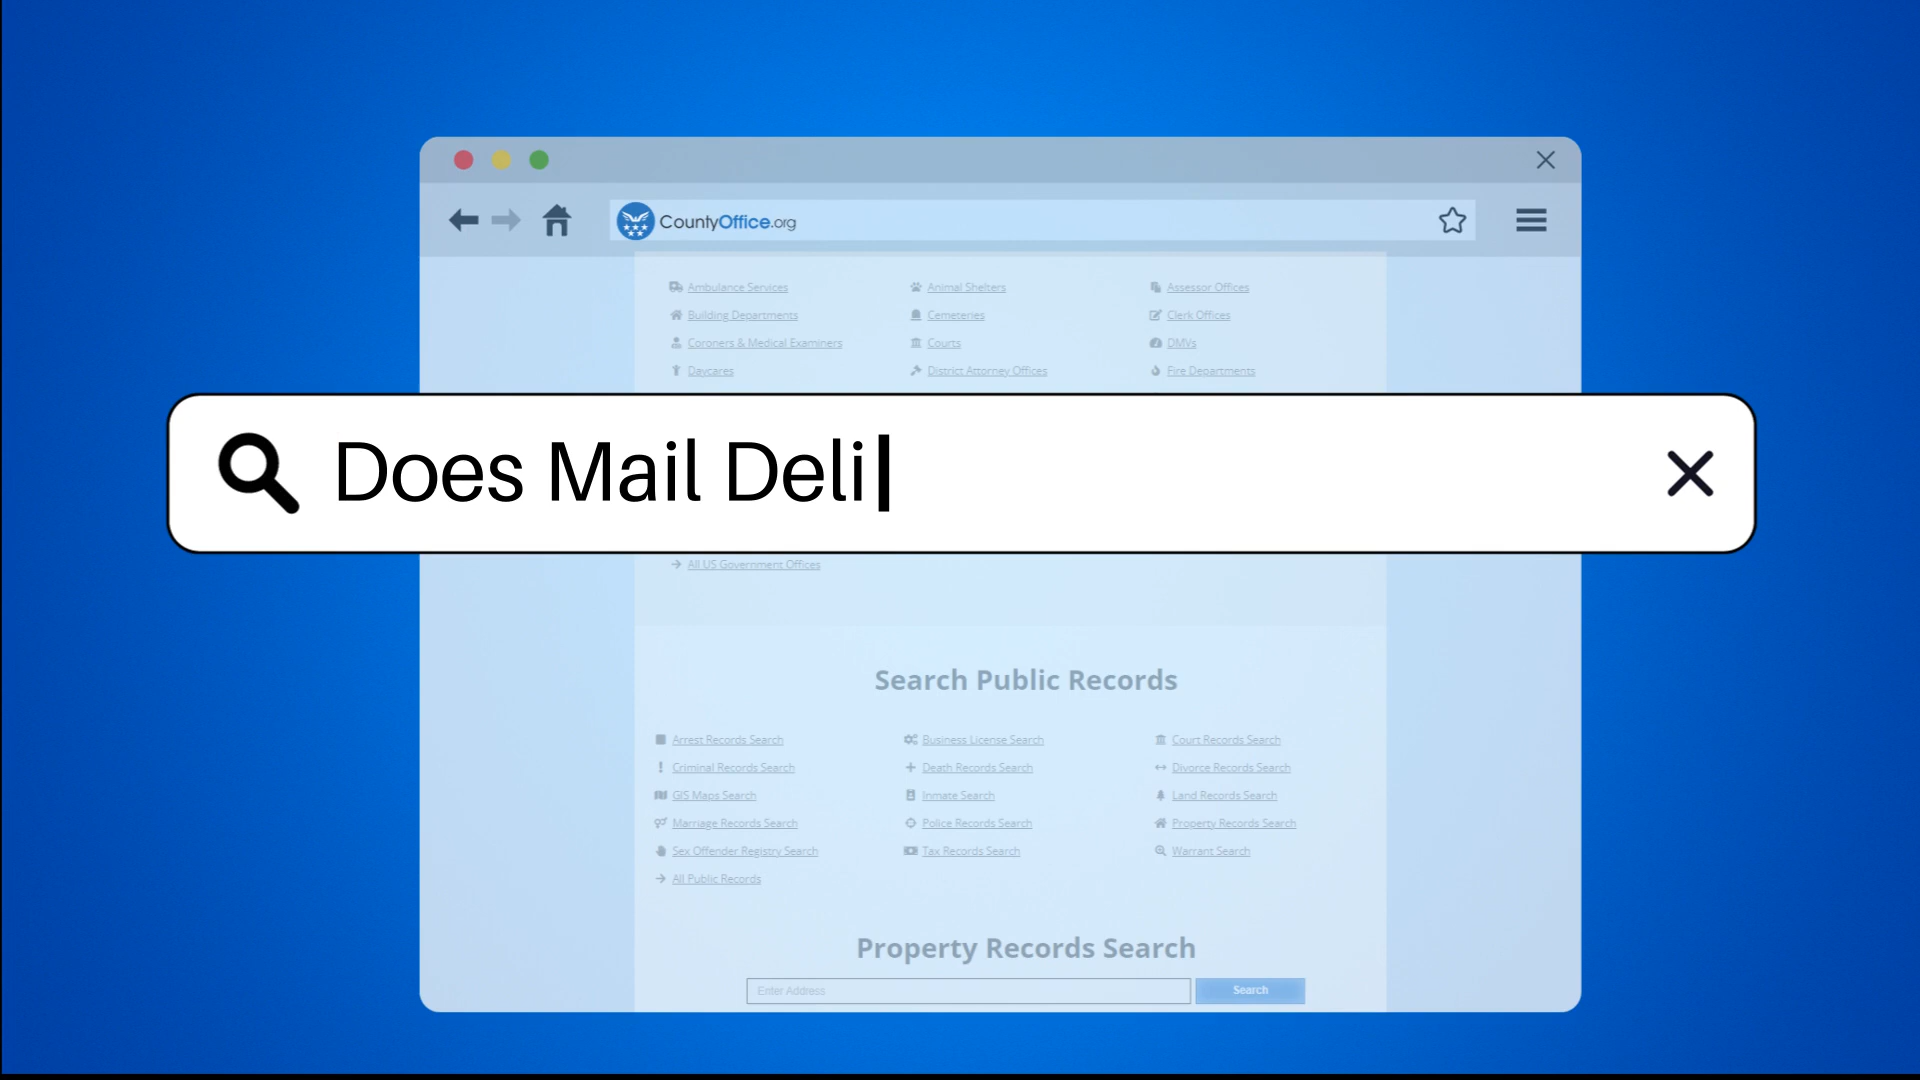 CountyOffice.org
Ambulance Services Animal Shelters Assessor Offices
Building Departments Cemeteries Clerk Offices
Coroners & Medical Examiners Courts DMVs
Daycares District Attorney Offices Fire Departments
Does Mail Deli
All US Government Offices
Search Public Records
Arrest Records Search Business License Search Court Records Search
Criminal Records Search Death Records Search Divorce Records Search
GIS Maps Search Inmate Search Land Records Search
Marriage Records Search Police Records Search Property Records Search
Sex Offender Registry Search Tax Records Search Warrant Search
All Public Records
Property Records Search
Enter Address Search